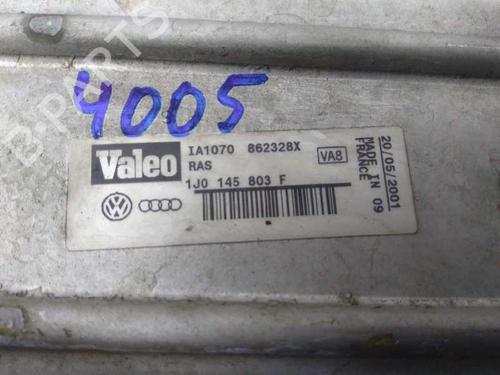 4005
Valeo
IA1070 862328X
RAS
VA8
1J0 145 803 F
20/05/2001
MADE IN
FRANCE 09
B-PARTS